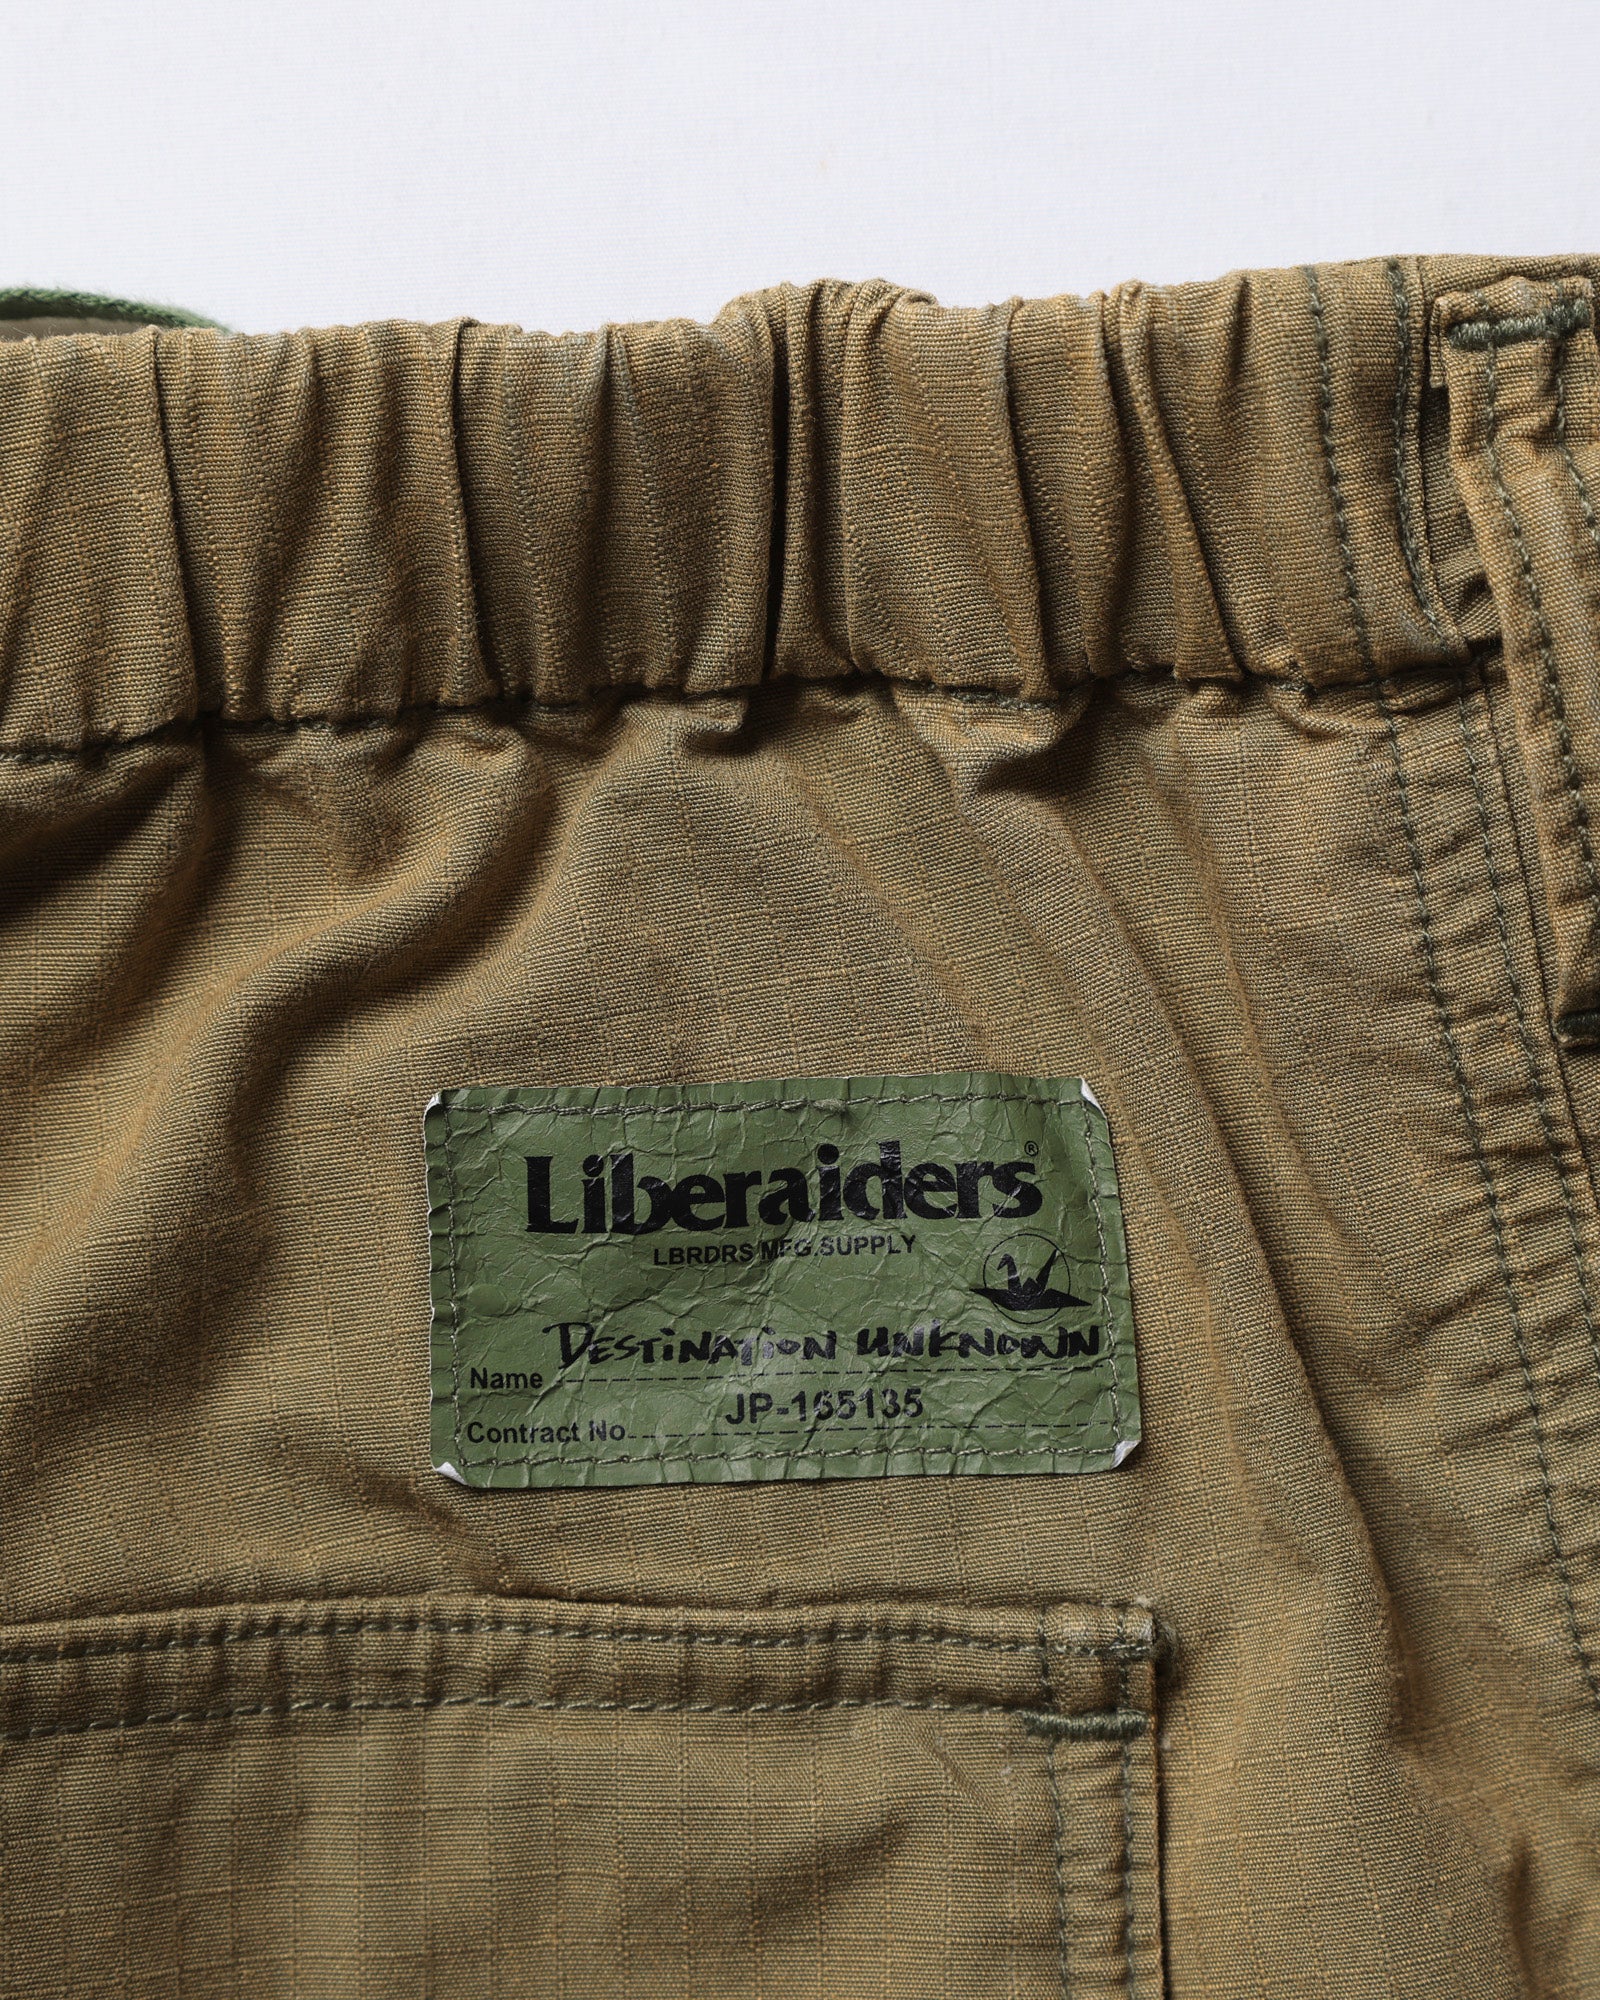 Liberaiders®
LBRDRS MFG.SUPPLY
DESTINATION UNKNOWN
Name
JP-165135
Contract No